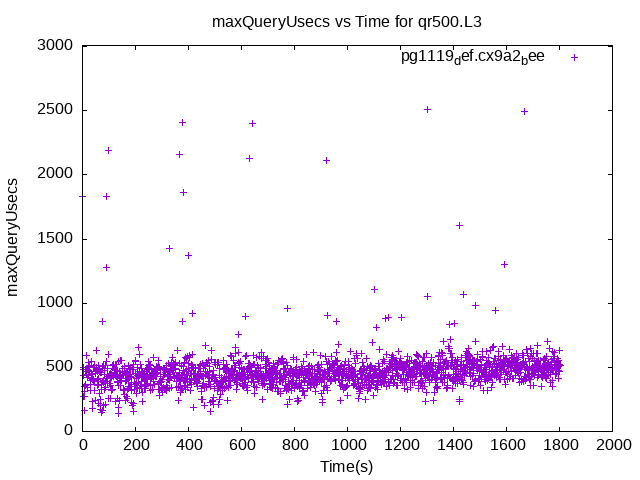 maxQueryUsecs vs Time for qr500.L3
pg1119def.cx9a2bee
3000
2500
2000
1500
1000
500
0
maxQueryUsecs
0 200 400 600 800 1000 1200 1400 1600 1800 2000
Time(s)